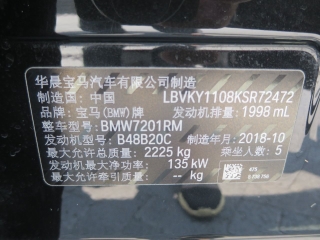 华晨宝马汽车有限公司制造
制造国: 中国 LBVKY1108KSR72472
品牌: 宝马(BMW)牌 发动机排量: 1998 mL
整车型号: BMW7201RM
发动机型号: B48B20C 制造年月: 2018-10
最大允许总质量: 2225 kg 乘坐人数: 5
发动机最大净功率: 135 kW
最大允许牵引质量: -- kg
475